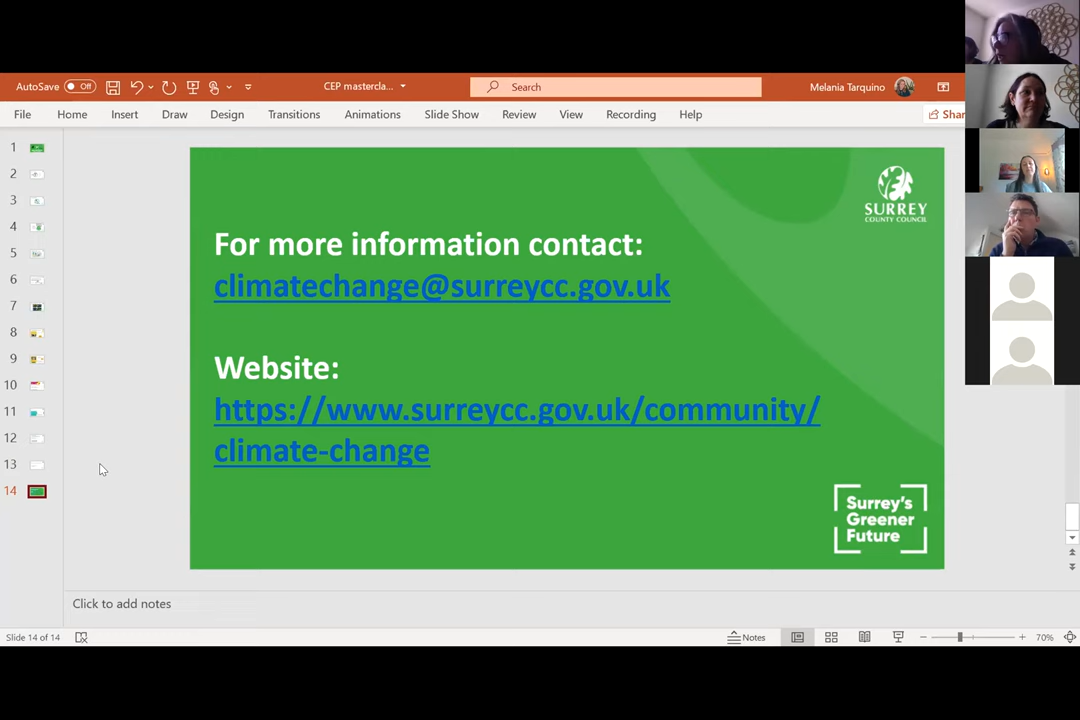 AutoSave Off CEP mastercla... Search Melania Tarquino
File Home Insert Draw Design Transitions Animations Slide Show Review View Recording Help Shar
1
2
3
4
5
6
7
8
9
10
11
12
13
14
SURREY
COUNTY COUNCIL
For more information contact:
climatechange@surreycc.gov.uk
Website:
https://www.surreycc.gov.uk/community/
climate-change
Surrey's
Greener
Future
Click to add notes
Slide 14 of 14 Notes 70%